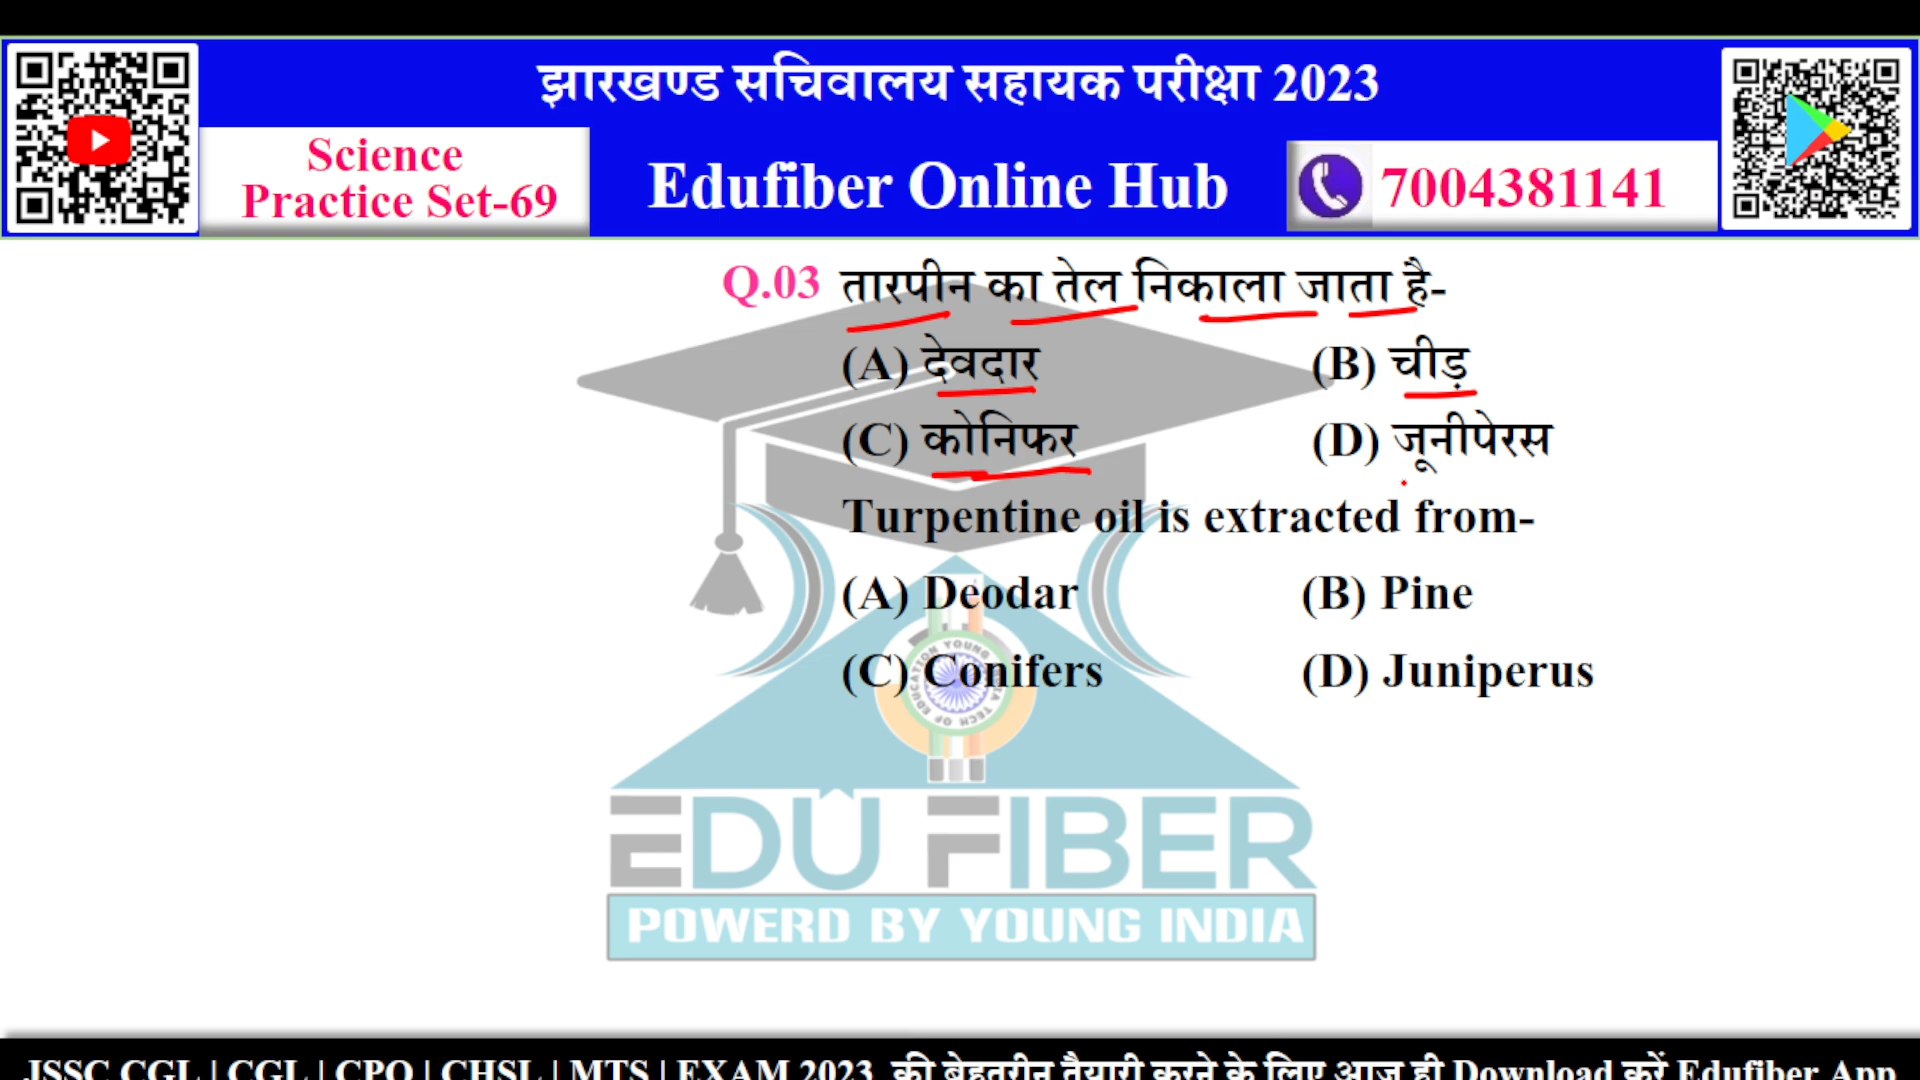 झारखण्ड सचिवालय सहायक परीक्षा 2023
Science
Practice Set-69
Edufiber Online Hub
7004381141
Q.03 तारपीन का तेल निकाला जाता है-
(A) देवदार (B) चीड़
(C) कोनिफर (D) जूनीपेरस
Turpentine oil is extracted from-
(A) Deodar (B) Pine
(C) Conifers (D) Juniperus
EDU FIBER
POWERD BY YOUNG INDIA
JSSC CGL | CGL | CPO | CHSL | MTS | EXAM 2023 की बेहतरीन तैयारी करने के लिए आज ही Download करें Edufiber App